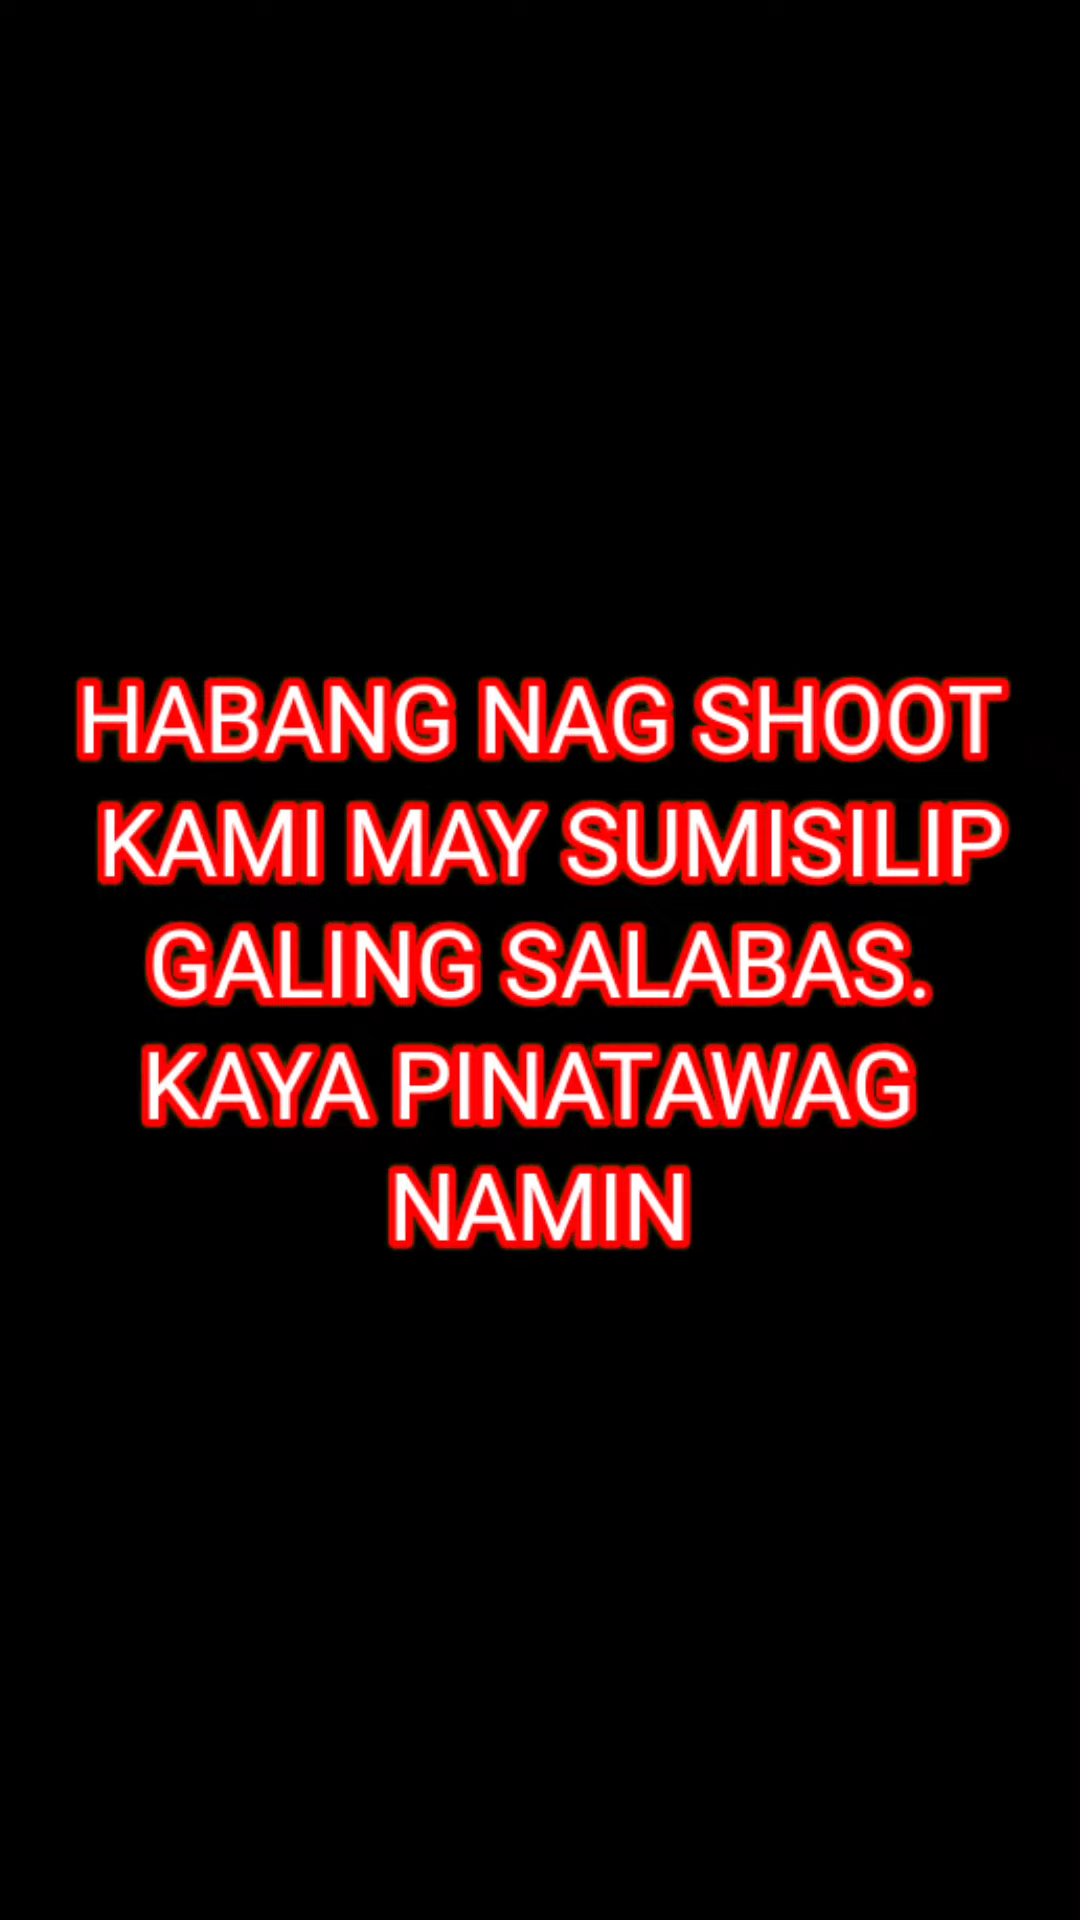 HABANG NAG SHOOT
KAMI MAY SUMISILIP
GALING SALABAS.
KAYA PINATAWAG
NAMIN